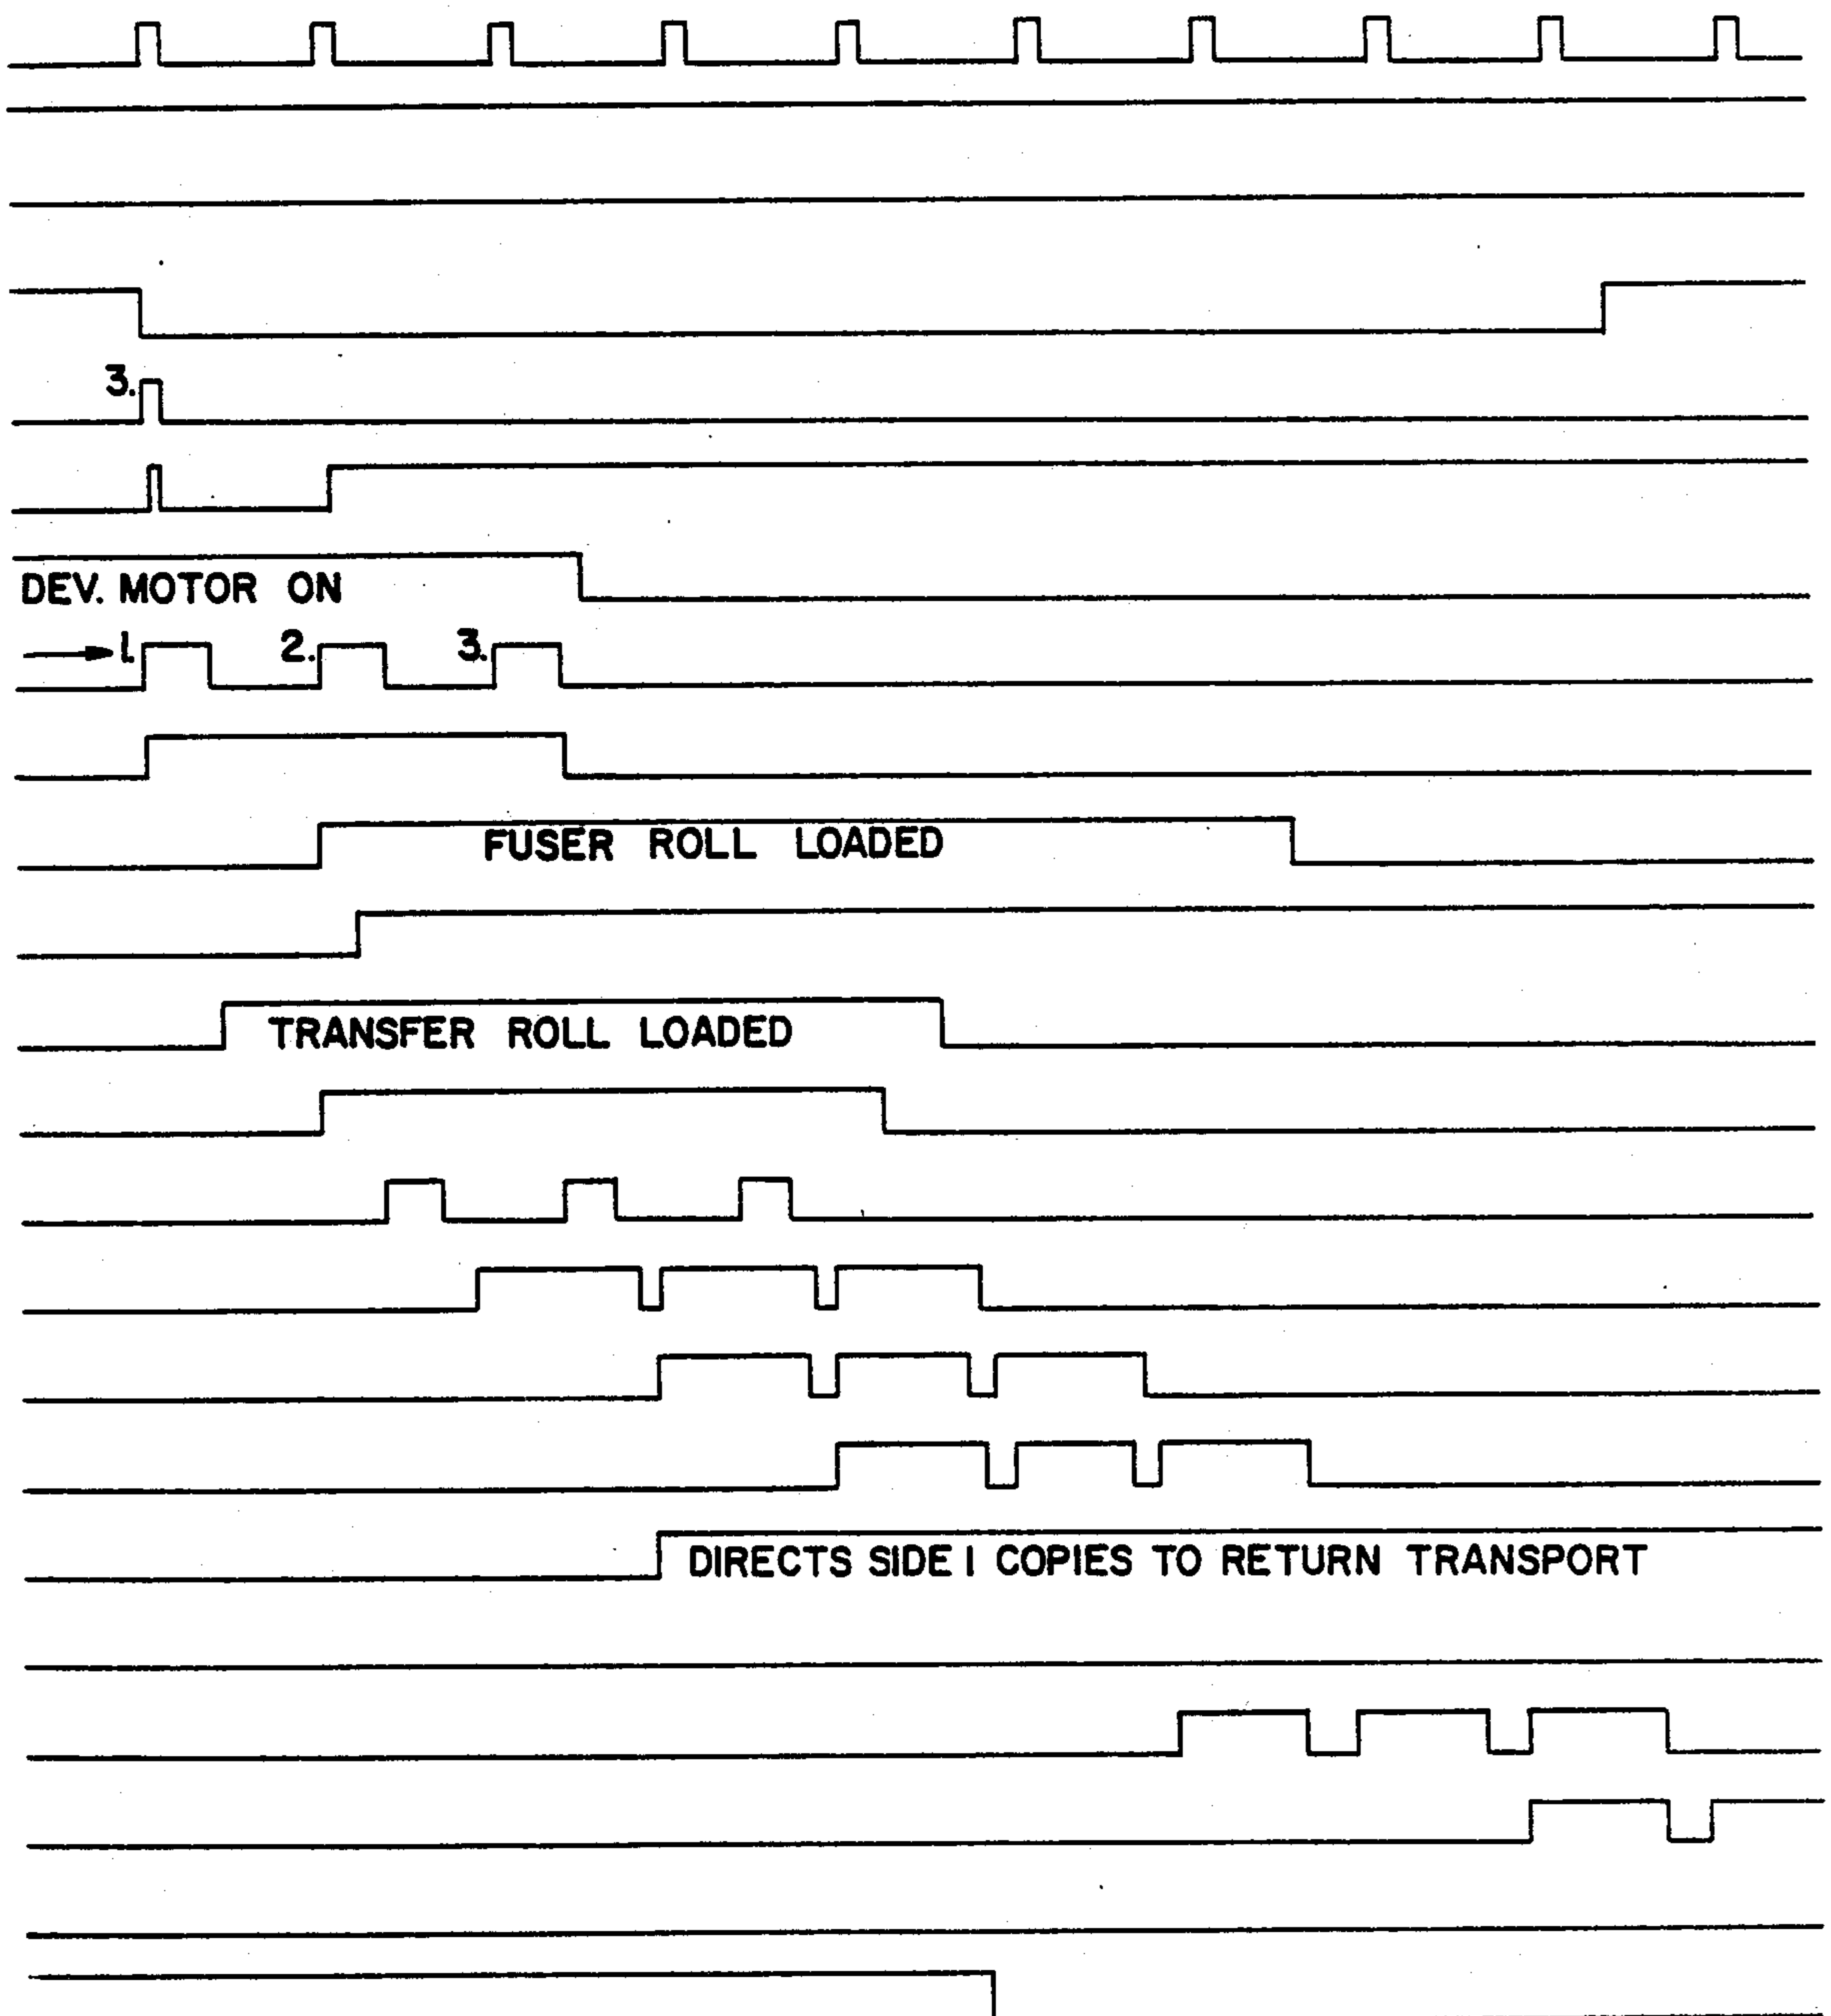 3.
DEV. MOTOR ON
1. 2. 3.
FUSER ROLL LOADED
TRANSFER ROLL LOADED
DIRECTS SIDE 1 COPIES TO RETURN TRANSPORT